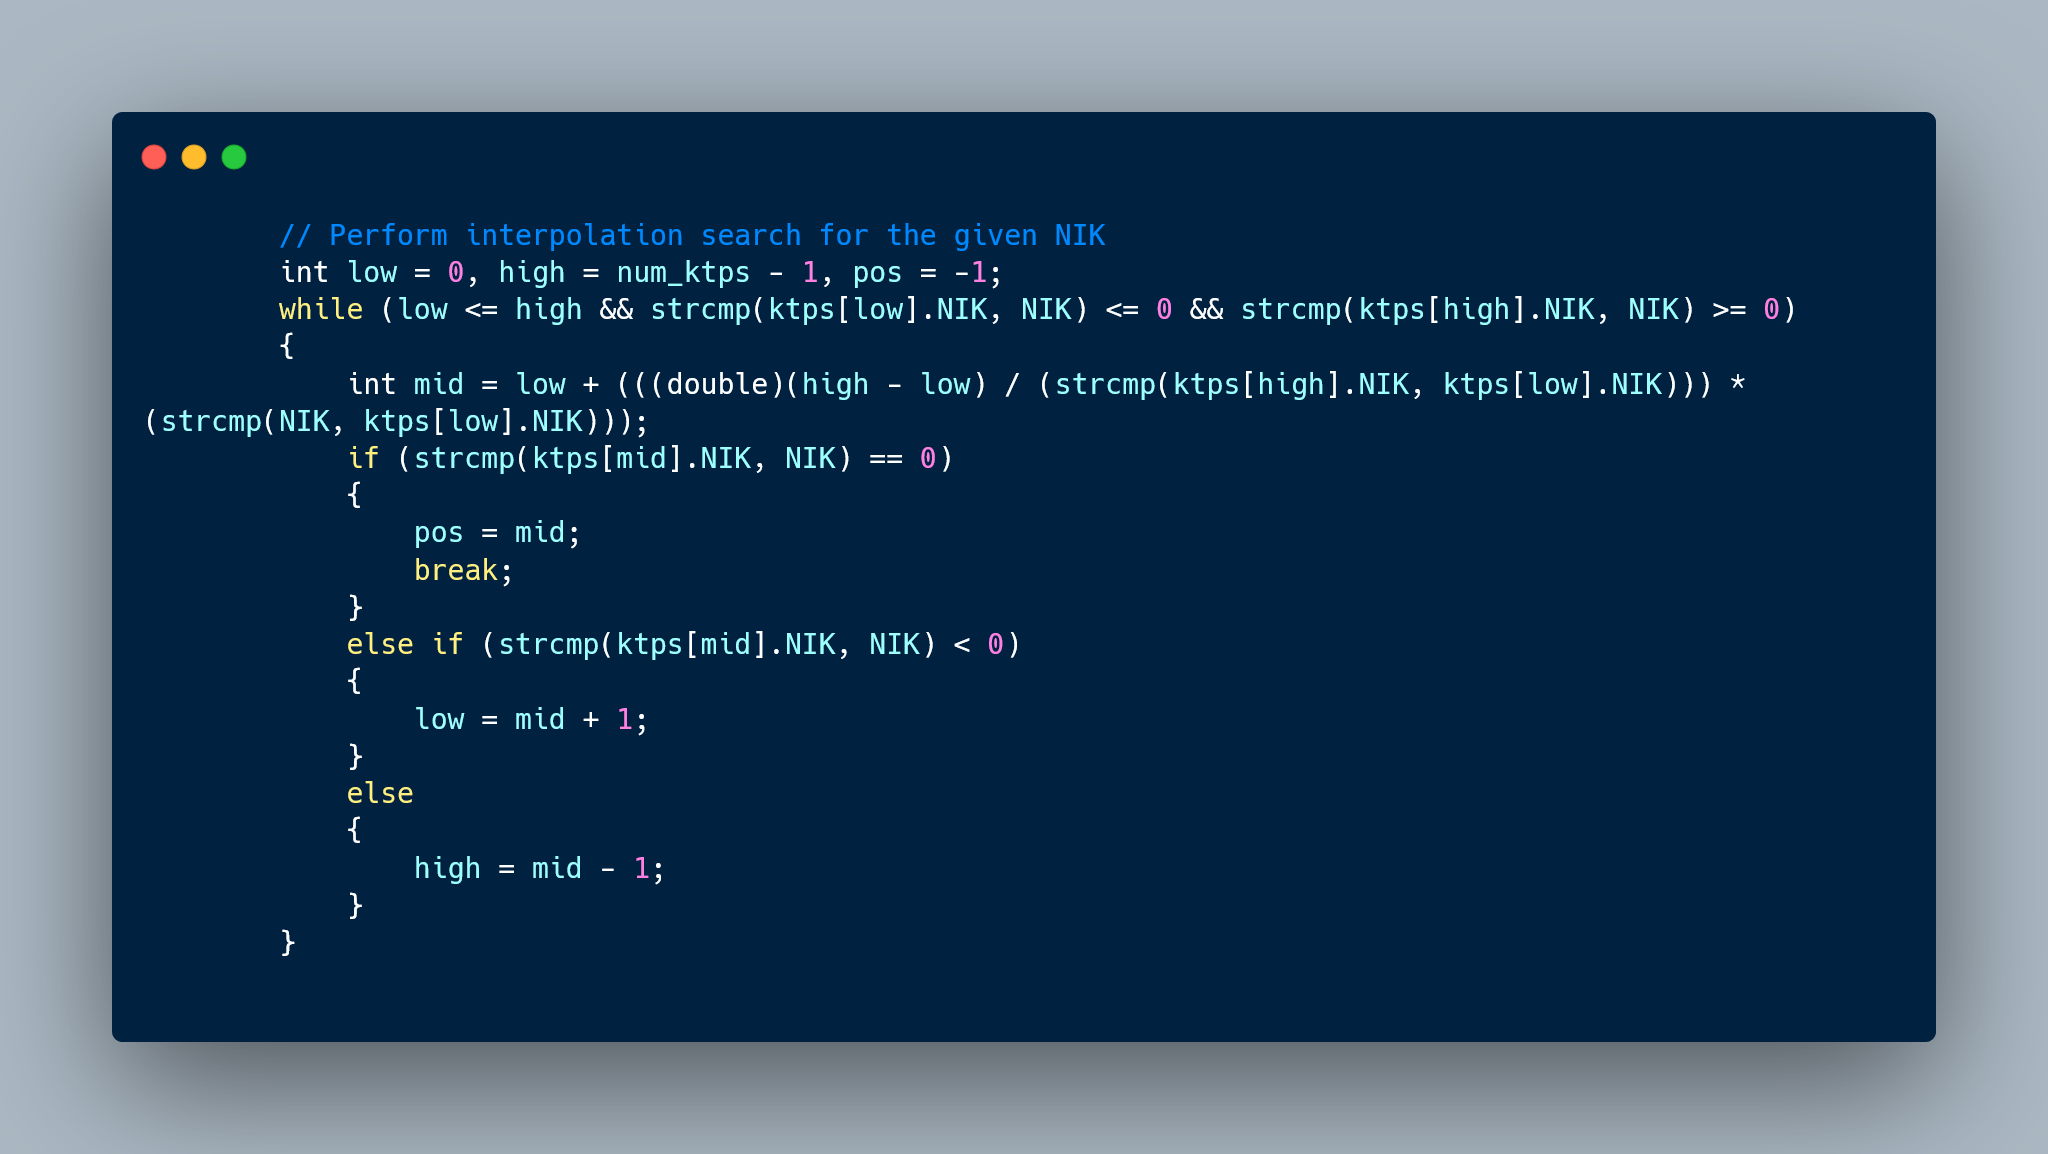 // Perform interpolation search for the given NIK
int low = 0, high = num_ktps - 1, pos = -1;
while (low <= high && strcmp(ktps[low].NIK, NIK) <= 0 && strcmp(ktps[high].NIK, NIK) >= 0)
{
int mid = low + (((double)(high - low) / (strcmp(ktps[high].NIK, ktps[low].NIK))) *
(strcmp(NIK, ktps[low].NIK)));
if (strcmp(ktps[mid].NIK, NIK) == 0)
{
pos = mid;
break;
}
else if (strcmp(ktps[mid].NIK, NIK) < 0)
{
low = mid + 1;
}
else
{
high = mid - 1;
}
}